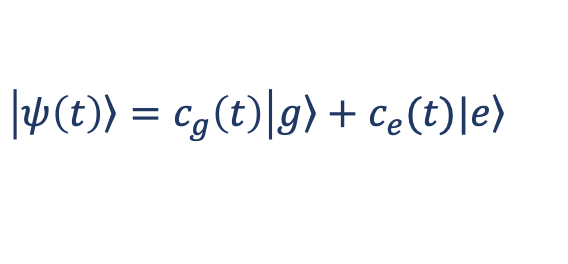 |ψ(t)⟩ = c_g(t)|g⟩ + c_e(t)|e⟩